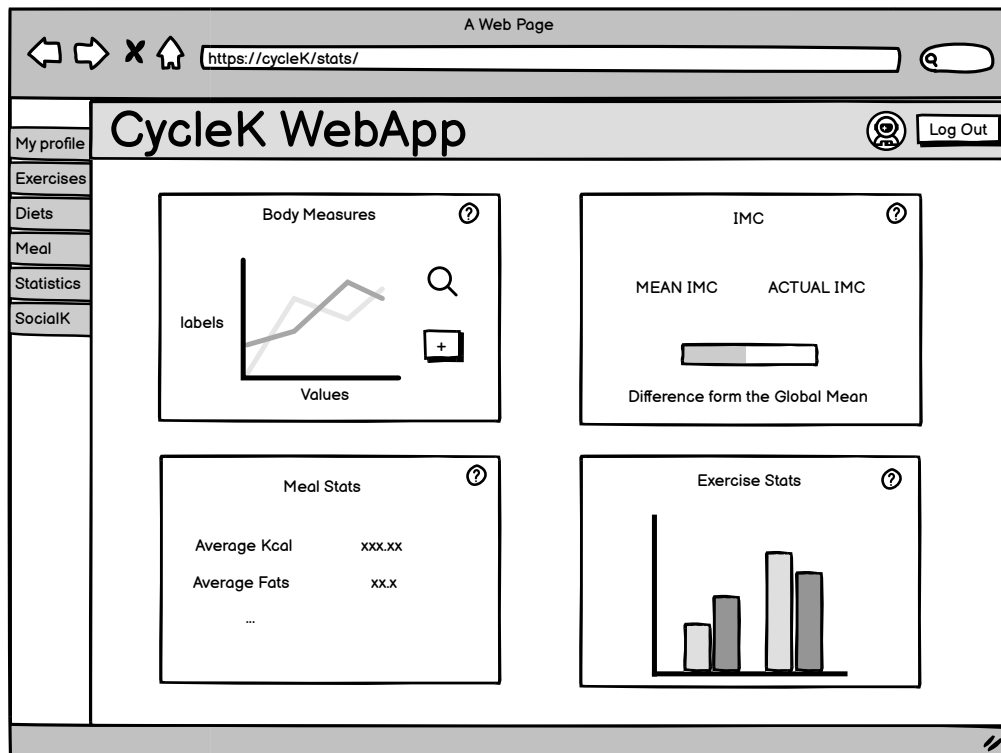 A Web Page
https://cycleK/stats/
CycleK WebApp
Log Out
My profile
Exercises
Diets
Meal
Statistics
SocialK
Body Measures
?
labels
+
Values
IMC
?
MEAN IMC
ACTUAL IMC
Difference form the Global Mean
Meal Stats
?
Average Kcal
xxx.xx
Average Fats
xx.x
...
Exercise Stats
?